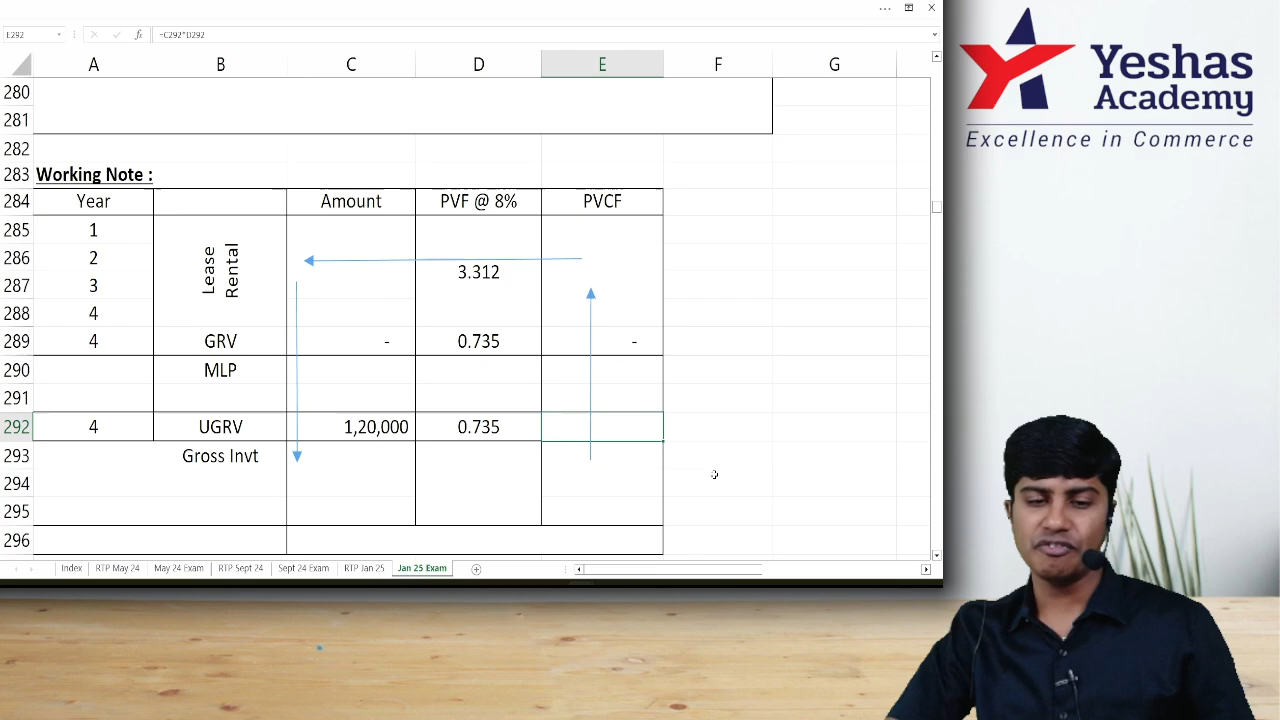 E292
fx
=C292*D292
A B C D E F G
280
281
282
283 Working Note :
284 Year Amount PVF @ 8% PVCF
285 1
286 2
Lease Rental
3.312
287 3
288 4
289 4 GRV - 0.735 -
290 MLP
291
292 4 UGRV 1,20,000 0.735
293 Gross Invt
294
295
296
Index RTP May 24 May 24 Exam RTP Sept 24 Sept 24 Exam RTP Jan 25 Jan 25 Exam
Yeshas
Academy
Excellence in Commerce